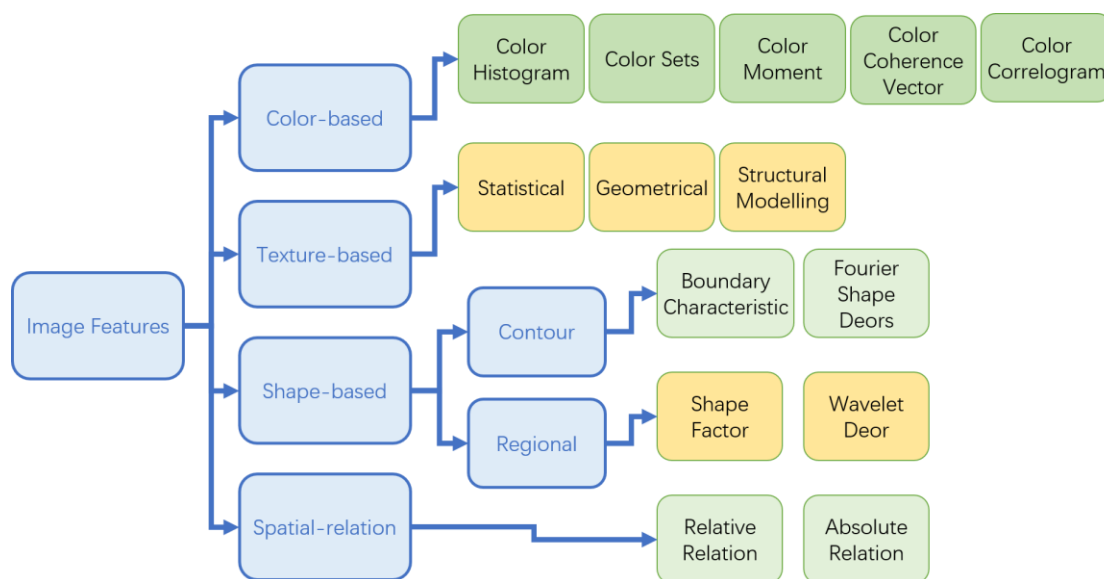 Color
Histogram
Color Sets
Color
Moment
Color
Coherence
Vector
Color
Correlogram
Color-based
Statistical
Geometrical
Structural
Modelling
Texture-based
Image Features
Boundary
Characteristic
Fourier
Shape
Deors
Contour
Shape-based
Regional
Shape
Factor
Wavelet
Deor
Spatial-relation
Relative
Relation
Absolute
Relation